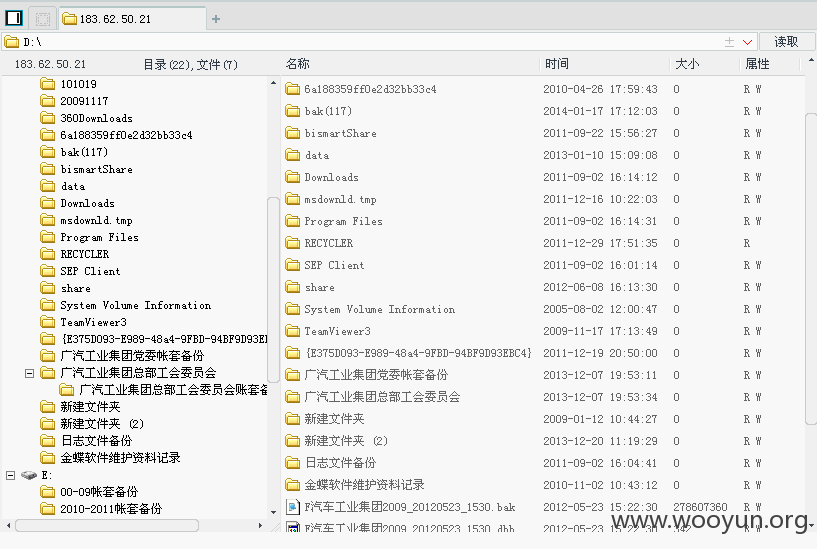 183.62.50.21
D:\
读取
183.62.50.21 目录(22),文件(7)
101019
20091117
360Downloads
6a188359ff0e2d32bb33c4
bak(117)
bismartShare
data
Downloads
msdownld.tmp
Program Files
RECYCLER
SEP Client
share
System Volume Information
TeamViewer3
{E375D093-E989-48a4-9FBD-94BF9D93E
广汽工业集团党委帐套备份
广汽工业集团总部工会委员会
广汽工业集团总部工会委员会账套备
新建文件夹
新建文件夹 (2)
日志文件备份
金蝶软件维护资料记录
E:
00-09帐套备份
2010-2011帐套备份
名称 时间 大小 属性
6a188359ff0e2d32bb33c4 2010-04-26 17:59:43 0 R W
bak(117) 2014-01-17 17:12:03 0 R W
bismartShare 2011-09-22 15:56:27 0 R W
data 2013-01-10 15:09:08 0 R W
Downloads 2011-09-02 16:14:12 0 R W
msdownld.tmp 2011-12-16 10:22:03 0 R W
Program Files 2011-09-02 16:14:31 0 R W
RECYCLER 2011-12-29 17:51:35 0 R
SEP Client 2011-09-02 16:01:14 0 R W
share 2012-06-08 16:13:30 0 R W
System Volume Information 2005-08-02 12:00:47 0 R W
TeamViewer3 2009-11-17 17:13:49 0 R W
{E375D093-E989-48a4-9FBD-94BF9D93EBC4} 2011-12-19 20:50:00 0 R W
广汽工业集团党委帐套备份 2013-12-07 19:53:11 0 R W
广汽工业集团总部工会委员会 2013-12-07 19:53:34 0 R W
新建文件夹 2009-01-12 10:44:27 0 R W
新建文件夹 (2) 2013-12-20 11:19:29 0 R W
日志文件备份 2011-09-02 16:04:41 0 R W
金蝶软件维护资料记录 2010-11-02 10:43:12 0 R W
F汽车工业集团2009_20120523_1530.bak 2012-05-23 15:22:30 278607360 R W
F汽车工业集团2009_20120523_1530.dbb 2012-05-23 15:22:30 342
www.wooyun.org